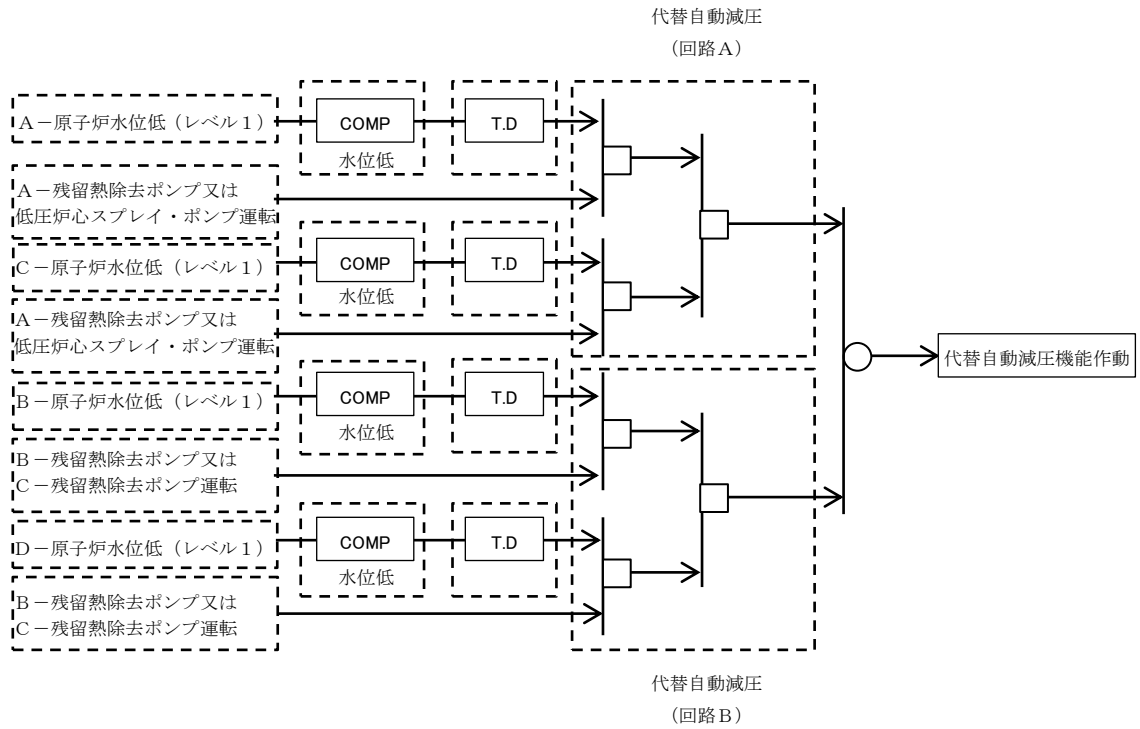 代替自動減圧
（回路A）
A－原子炉水位低（レベル１）
COMP
T.D
水位低
A－残留熱除去ポンプ又は
低圧炉心スプレイ・ポンプ運転
C－原子炉水位低（レベル１）
COMP
T.D
水位低
A－残留熱除去ポンプ又は
低圧炉心スプレイ・ポンプ運転
代替自動減圧機能作動
B－原子炉水位低（レベル１）
COMP
T.D
水位低
B－残留熱除去ポンプ又は
C－残留熱除去ポンプ運転
D－原子炉水位低（レベル１）
COMP
T.D
水位低
B－残留熱除去ポンプ又は
C－残留熱除去ポンプ運転
代替自動減圧
（回路B）